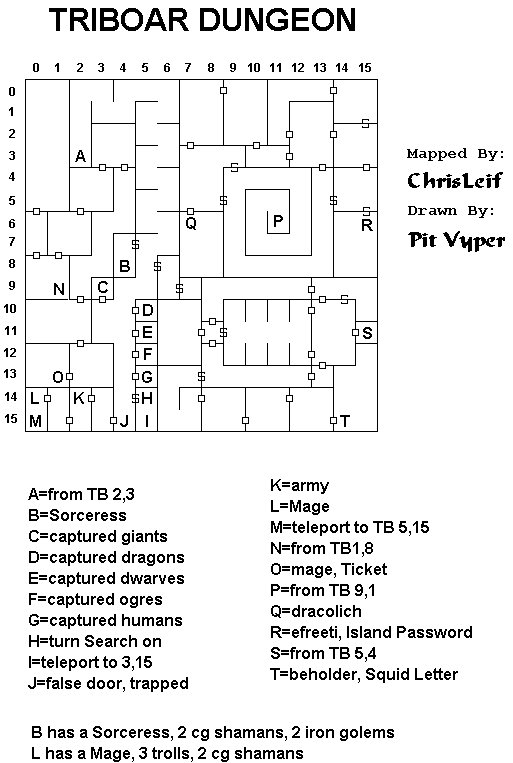 TRIBOAR DUNGEON
0 1 2 3 4 5 6 7 8 9 10 11 12 13 14 15
0
1
2
3
4
5
6
7
8
9
10
11
12
13
14
15
S
A
S
S
S
S
Q
P
R
S
B
S
N
C
S
D
S
E
S
S
F
O
G
S
L
K
S
H
M
J
I
T
Mapped By:
ChrisLeif
Drawn By:
Pit Vyper
A=from TB 2,3
B=Sorceress
C=captured giants
D=captured dragons
E=captured dwarves
F=captured ogres
G=captured humans
H=turn Search on
I=teleport to 3,15
J=false door, trapped
K=army
L=Mage
M=teleport to TB 5,15
N=from TB1,8
O=mage, Ticket
P=from TB 9,1
Q=dracolich
R=efreeti, Island Password
S=from TB 5,4
T=beholder, Squid Letter
B has a Sorceress, 2 cg shamans, 2 iron golems
L has a Mage, 3 trolls, 2 cg shamans